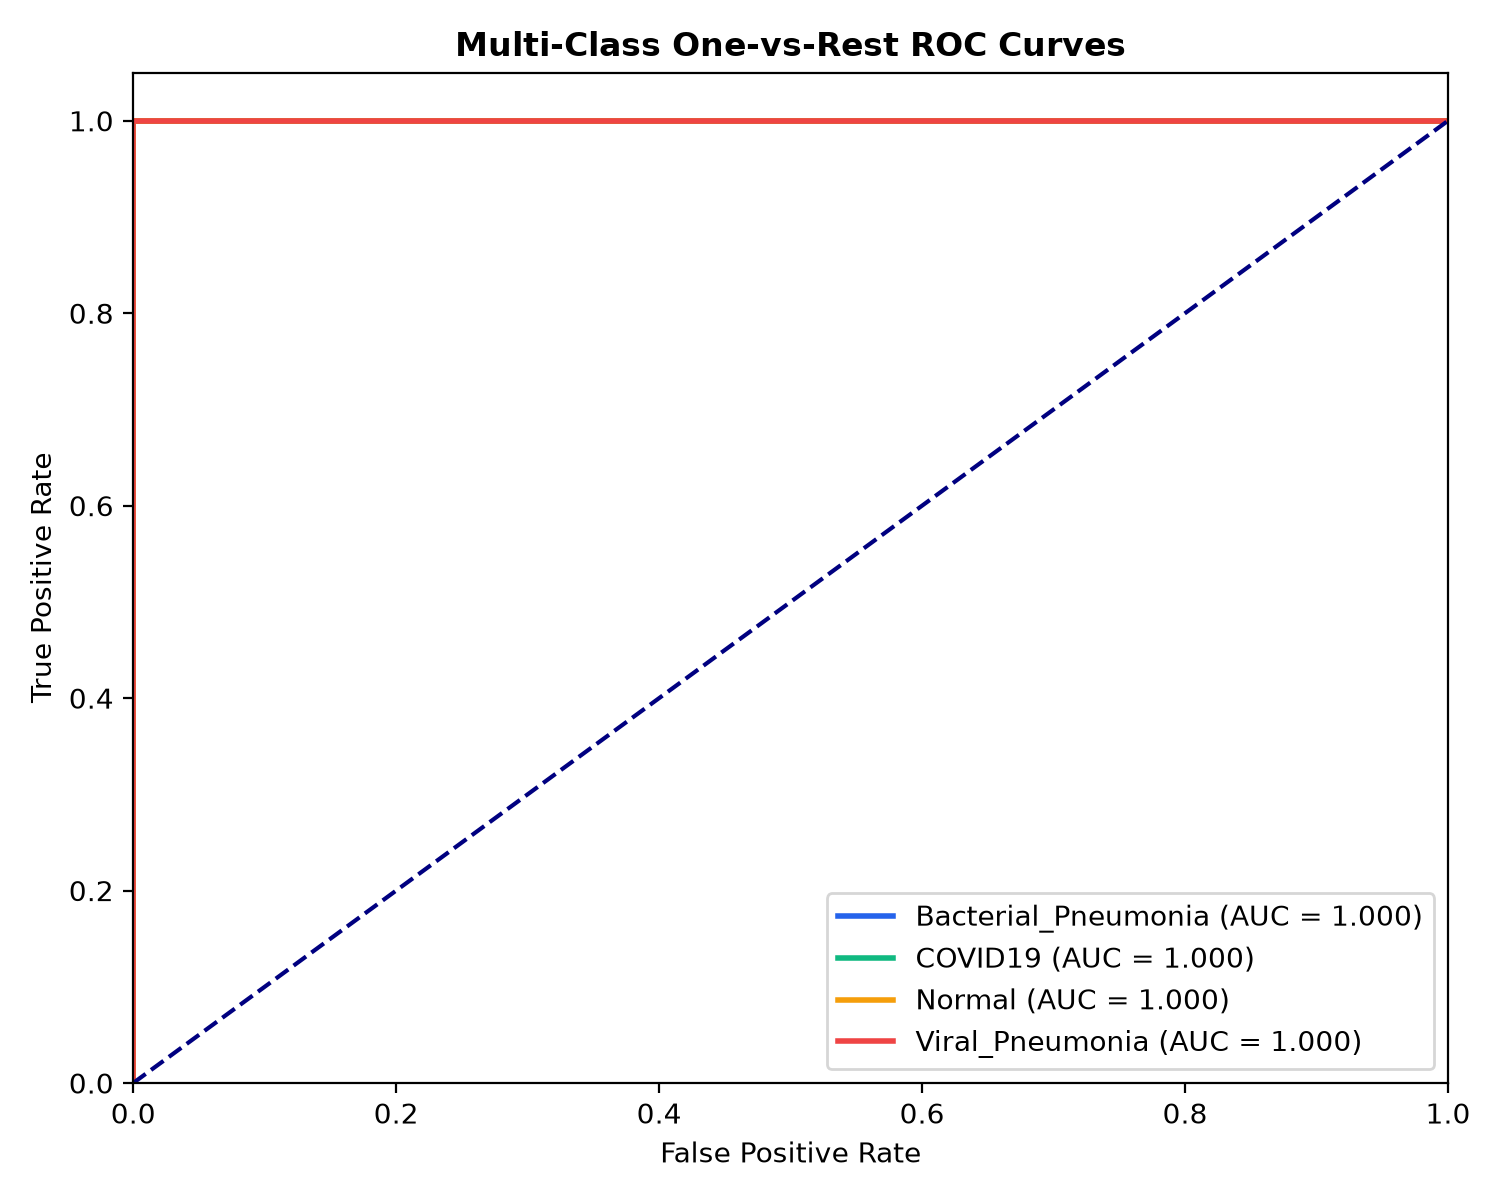 Multi-Class One-vs-Rest ROC Curves
1.0
0.8
0.6
0.4
0.2
0.0
True Positive Rate
Bacterial_Pneumonia (AUC = 1.000)
COVID19 (AUC = 1.000)
Normal (AUC = 1.000)
Viral_Pneumonia (AUC = 1.000)
0.0 0.2 0.4 0.6 0.8 1.0
False Positive Rate